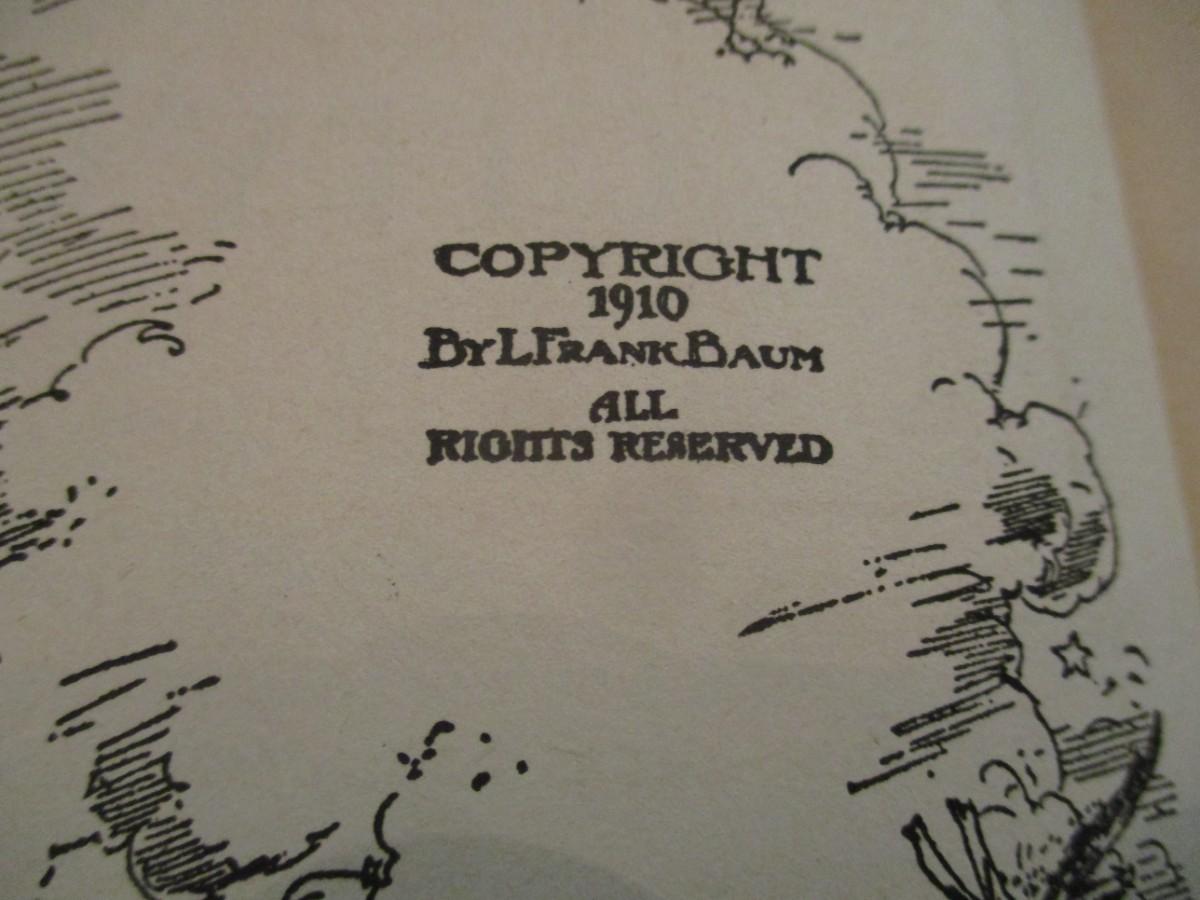 COPYRIGHT
1910
BY L FRANK BAUM
ALL
RIGHTS RESERVED